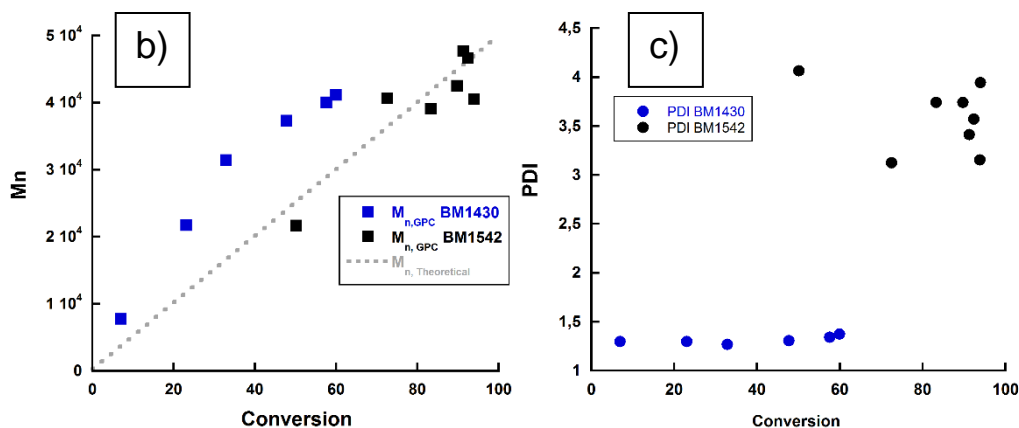 b)
5 10⁴
4 10⁴
3 10⁴
2 10⁴
1 10⁴
0
Mn
0 20 40 60 80 100
Conversion
M n,GPC BM1430
M n, GPC BM1542
M n, Theoretical
c)
4,5
4
3,5
3
2,5
2
1,5
1
PDI
0 20 40 60 80 100
Conversion
PDI BM1430
PDI BM1542